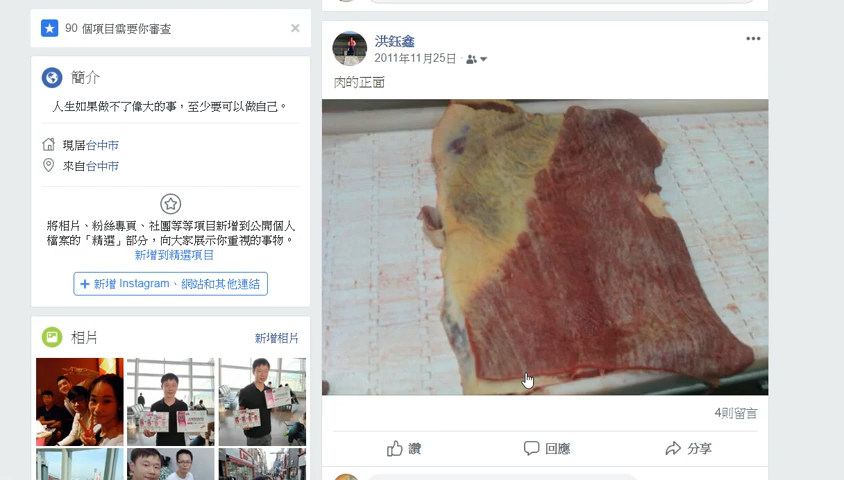 90 個項目需要你審查
簡介
人生如果做不了偉大的事，至少要可以做自己。
現居台中市
來自台中市
將相片、粉絲專頁、社團等等項目新增到公開個人
檔案的「精選」部分，向大家展示你重視的事物。
新增到精選項目
+ 新增 Instagram、網站和其他連結
相片
新增相片
洪鈺鑫
2011年11月25日
肉的正面
4則留言
讚
回應
分享